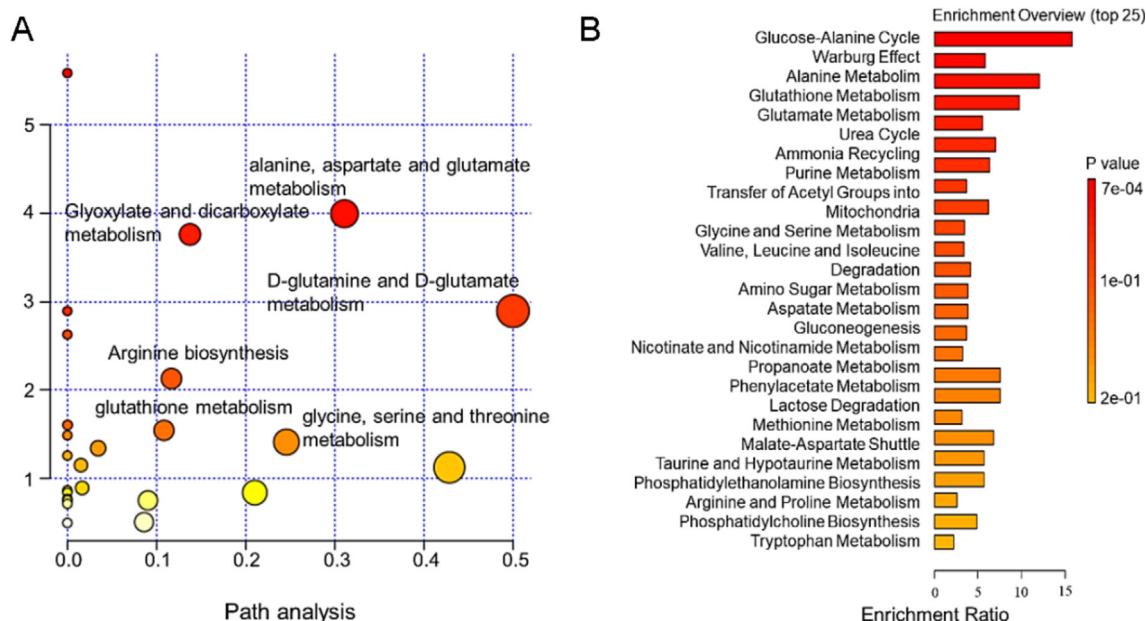 A
5
4
3
2
1
alanine, aspartate and glutamate
metabolism
Glyoxylate and dicarboxylate
metabolism
D-glutamine and D-glutamate
metabolism
Arginine biosynthesis
glutathione metabolism
glycine, serine and threonine
metabolism
0.0 0.1 0.2 0.3 0.4 0.5
Path analysis
B
Enrichment Overview (top 25)
Glucose-Alanine Cycle
Warburg Effect
Alanine Metabolim
Glutathione Metabolism
Glutamate Metabolism
Urea Cycle
Ammonia Recycling
Purine Metabolism
Transfer of Acetyl Groups into
Mitochondria
Glycine and Serine Metabolism
Valine, Leucine and Isoleucine
Degradation
Amino Sugar Metabolism
Aspatate Metabolism
Gluconeogenesis
Nicotinate and Nicotinamide Metabolism
Propanoate Metabolism
Phenylacetate Metabolism
Lactose Degradation
Methionine Metabolism
Malate-Aspartate Shuttle
Taurine and Hypotaurine Metabolism
Phosphatidylethanolamine Biosynthesis
Arginine and Proline Metabolism
Phosphatidylcholine Biosynthesis
Tryptophan Metabolism
0 5 10 15
Enrichment Ratio
P value
7e-04
1e-01
2e-01